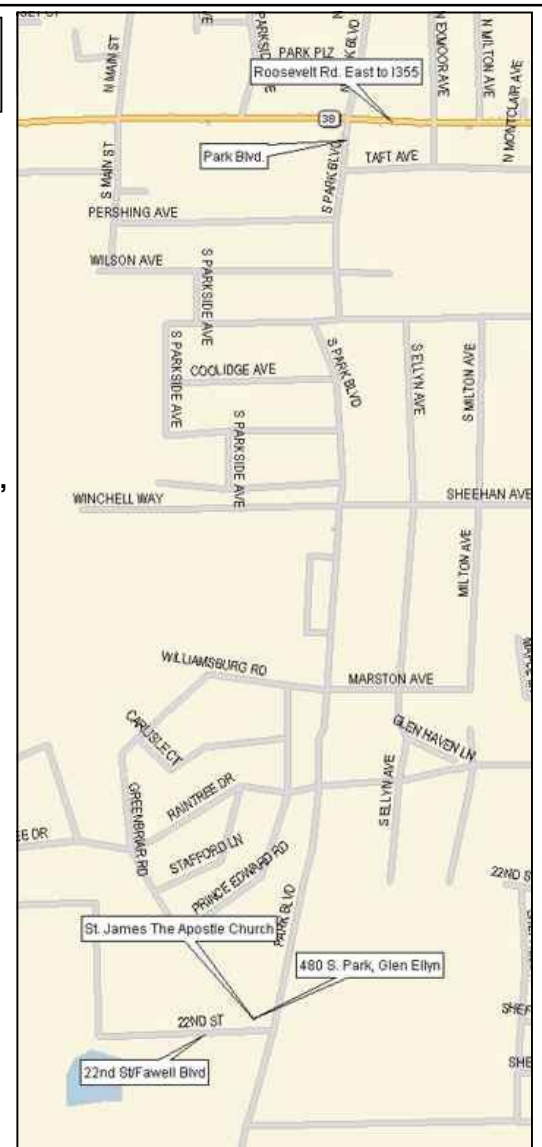 N MAIN ST
PARK PLZ
N EXMOOR AVE
N MILTON AVE
N MONTCLAIR AVE
Roosevelt Rd. East to I355
38
Park Blvd.
S PARK BLVD
TAFT AVE
S MAIN ST
PERSHING AVE
WILSON AVE
S PARKSIDE AVE
S PARKSIDE AVE
COOLIDGE AVE
S PARK BLVD
S ELLYN AVE
S MILTON AVE
S PARKSIDE AVE
,
WINCHELL WAY
SHEEHAN AVE
MILTON AVE
WILLIAMSBURG RD
MARSTON AVE
CARLISLE CT
GLEN HAVEN LN
GREENBRIAR RD
RAINTREE DR
S ELLYN AVE
EE DR
STAFFORD LN
PRINCE EDWARD RD
22ND S
PARK BLVD
St. James The Apostle Church
480 S. Park, Glen Ellyn
22ND ST
SHEF
22nd St/Fawell Blvd
SHE